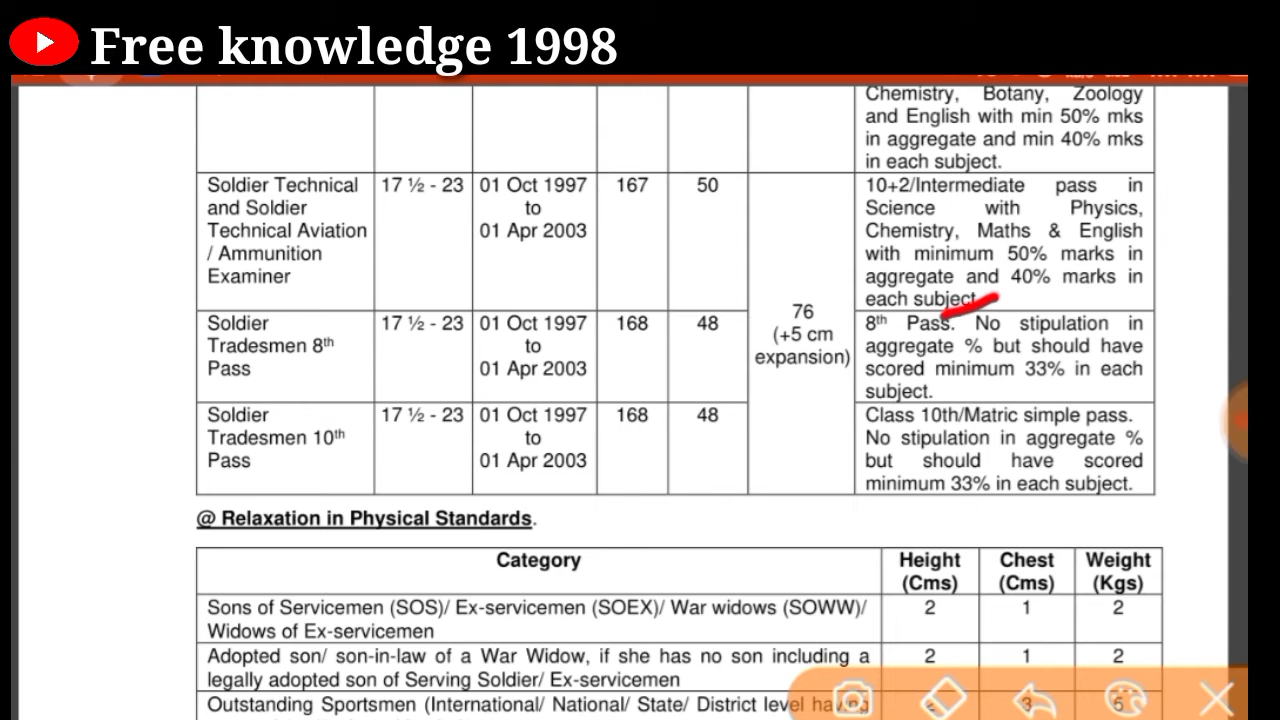 Free knowledge 1998
Chemistry, Botany, Zoology
and English with min 50% mks
in aggregate and min 40% mks
in each subject.
Soldier Technical
and Soldier
Technical Aviation
/ Ammunition
Examiner
17 ½ - 23
01 Oct 1997
to
01 Apr 2003
167
50
76
(+5 cm
expansion)
10+2/Intermediate pass in
Science with Physics,
Chemistry, Maths & English
with minimum 50% marks in
aggregate and 40% marks in
each subject.
Soldier
Tradesmen 8th
Pass
17 ½ - 23
01 Oct 1997
to
01 Apr 2003
168
48
8th Pass. No stipulation in
aggregate % but should have
scored minimum 33% in each
subject.
Soldier
Tradesmen 10th
Pass
17 ½ - 23
01 Oct 1997
to
01 Apr 2003
168
48
Class 10th/Matric simple pass.
No stipulation in aggregate %
but should have scored
minimum 33% in each subject.
@ Relaxation in Physical Standards.
Category
Height
(Cms)
Chest
(Cms)
Weight
(Kgs)
Sons of Servicemen (SOS)/ Ex-servicemen (SOEX)/ War widows (SOWW)/
Widows of Ex-servicemen
2
1
2
Adopted son/ son-in-law of a War Widow, if she has no son including a
legally adopted son of Serving Soldier/ Ex-servicemen
2
1
2
Outstanding Sportsmen (International/ National/ State/ District level having
3
5